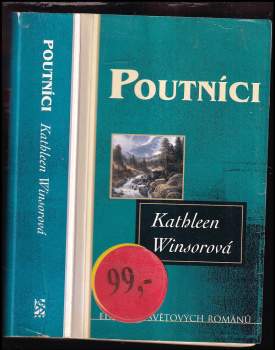 POUTNÍCI
Kathleen Winsorová
POUTNÍCI
Kathleen
Winsorová
99,-
SVĚTOVÝCH ROMÁNŮ